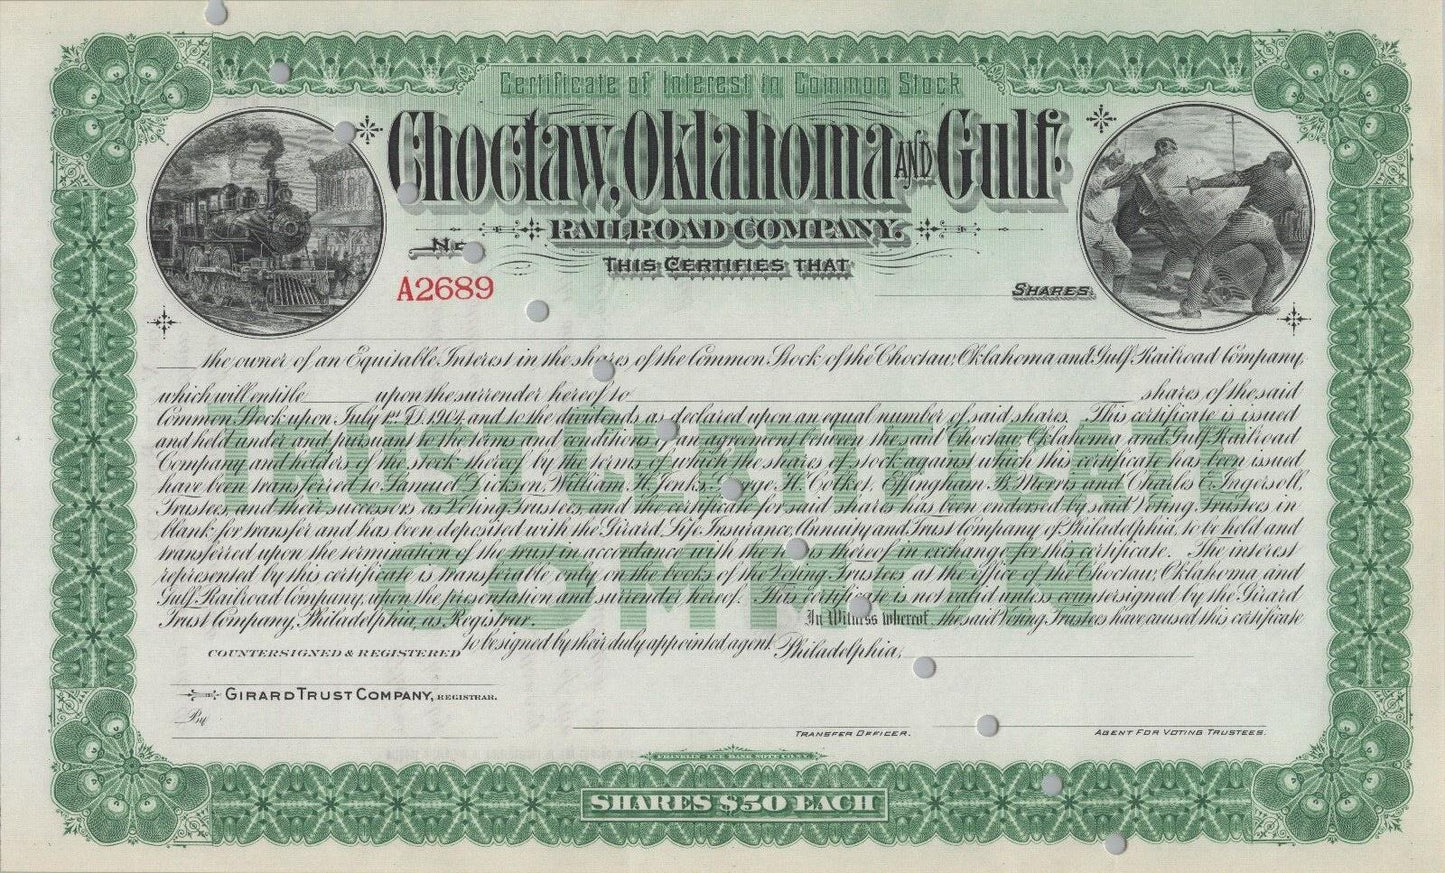 Certificate of Interest in Common Stock
Choctaw, Oklahoma AND Gulf
RAILROAD COMPANY.
No
THIS CERTIFIES THAT
A2689
SHARES.
the owner of an Equitable Interest in the shares of the Common Stock of the Choctaw, Oklahoma and Gulf Railroad Company,
which will entitle upon the surrender hereof to shares of the said
Common Stock upon July 1st A.D. 1904, and to the dividends as declared upon an equal number of said shares. This certificate is issued
and held under and pursuant to the terms and conditions of an agreement between the said Choctaw, Oklahoma and Gulf Railroad
Company and holders of the stock thereof by the terms of which the shares of stock against which this certificate has been issued
have been transferred to Samuel Dickson, William H. Jenks, George H. Colket, Effingham B. Morris and Charles E. Ingersoll,
Trustees and their successors as Voting Trustees and the certificate for said shares has been endorsed by said Voting Trustees in
blank for transfer and has been deposited with the Girard Life Insurance, Annuity and Trust Company of Philadelphia, to be held and
transferred upon the termination of the trust in accordance with the terms thereof in exchange for this certificate. The interest
represented by this certificate is transferable only on the books of the Voting Trustees at the office of the Choctaw, Oklahoma and
Gulf Railroad Company, upon the presentation and surrender hereof. This certificate is not valid unless countersigned by the Girard
Trust Company, Philadelphia, as Registrar. In Witness whereof, the said Voting Trustees have caused this certificate
to be signed by their duly appointed agent. Philadelphia,
TRUST CERTIFICATE
COMMON
COUNTERSIGNED & REGISTERED
GIRARD TRUST COMPANY, REGISTRAR.
By
TRANSFER OFFICER.
AGENT FOR VOTING TRUSTEES.
FRANKLIN LEE BANK NOTE CO. N.Y.
SHARES $50 EACH